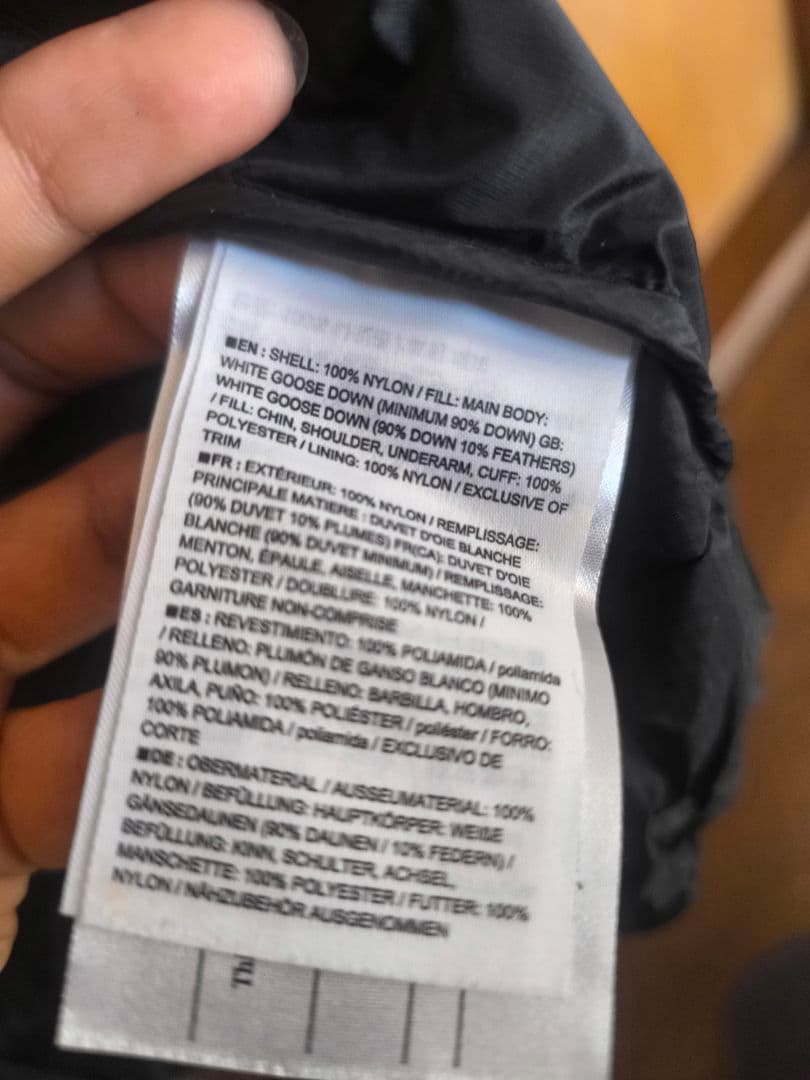 ■EN : SHELL: 100% NYLON / FILL: MAIN BODY:
WHITE GOOSE DOWN (MINIMUM 90% DOWN) GB:
WHITE GOOSE DOWN (90% DOWN 10% FEATHERS)
/ FILL: CHIN, SHOULDER, UNDERARM, CUFF: 100%
POLYESTER / LINING: 100% NYLON / EXCLUSIVE OF
TRIM
■FR : EXTÉRIEUR: 100% NYLON / REMPLISSAGE:
PRINCIPALE MATIERE : DUVET D'OIE BLANCHE
(90% DUVET 10% PLUMES) FR(CA): DUVET D'OIE
BLANCHE (90% DUVET MINIMUM) / REMPLISSAGE:
MENTON, ÉPAULE, AISELLE, MANCHETTE: 100%
POLYESTER / DOUBLURE: 100% NYLON /
GARNITURE NON-COMPRISE
■ES : REVESTIMIENTO: 100% POLIAMIDA / poliamida
/ RELLENO: PLUMÓN DE GANSO BLANCO (MINIMO
90% PLUMON) / RELLENO: BARBILLA, HOMBRO,
AXILA, PUÑO: 100% POLIÉSTER / poliéster / FORRO:
100% POLIAMIDA / poliamida / EXCLUSIVO DE
CORTE
■DE : OBERMATERIAL / AUSSEUMATERIAL: 100%
NYLON / BEFÜLLUNG: HAUPTKÖRPER: WEIßE
GÄNSEDAUNEN (90% DAUNEN / 10% FEDERN) /
BEFÜLLUNG: KINN, SCHULTER, ACHSEL,
MANSCHETTE: 100% POLYESTER / FUTTER: 100%
NYLON / NÄHZUBEHÖR AUSGENOMMEN